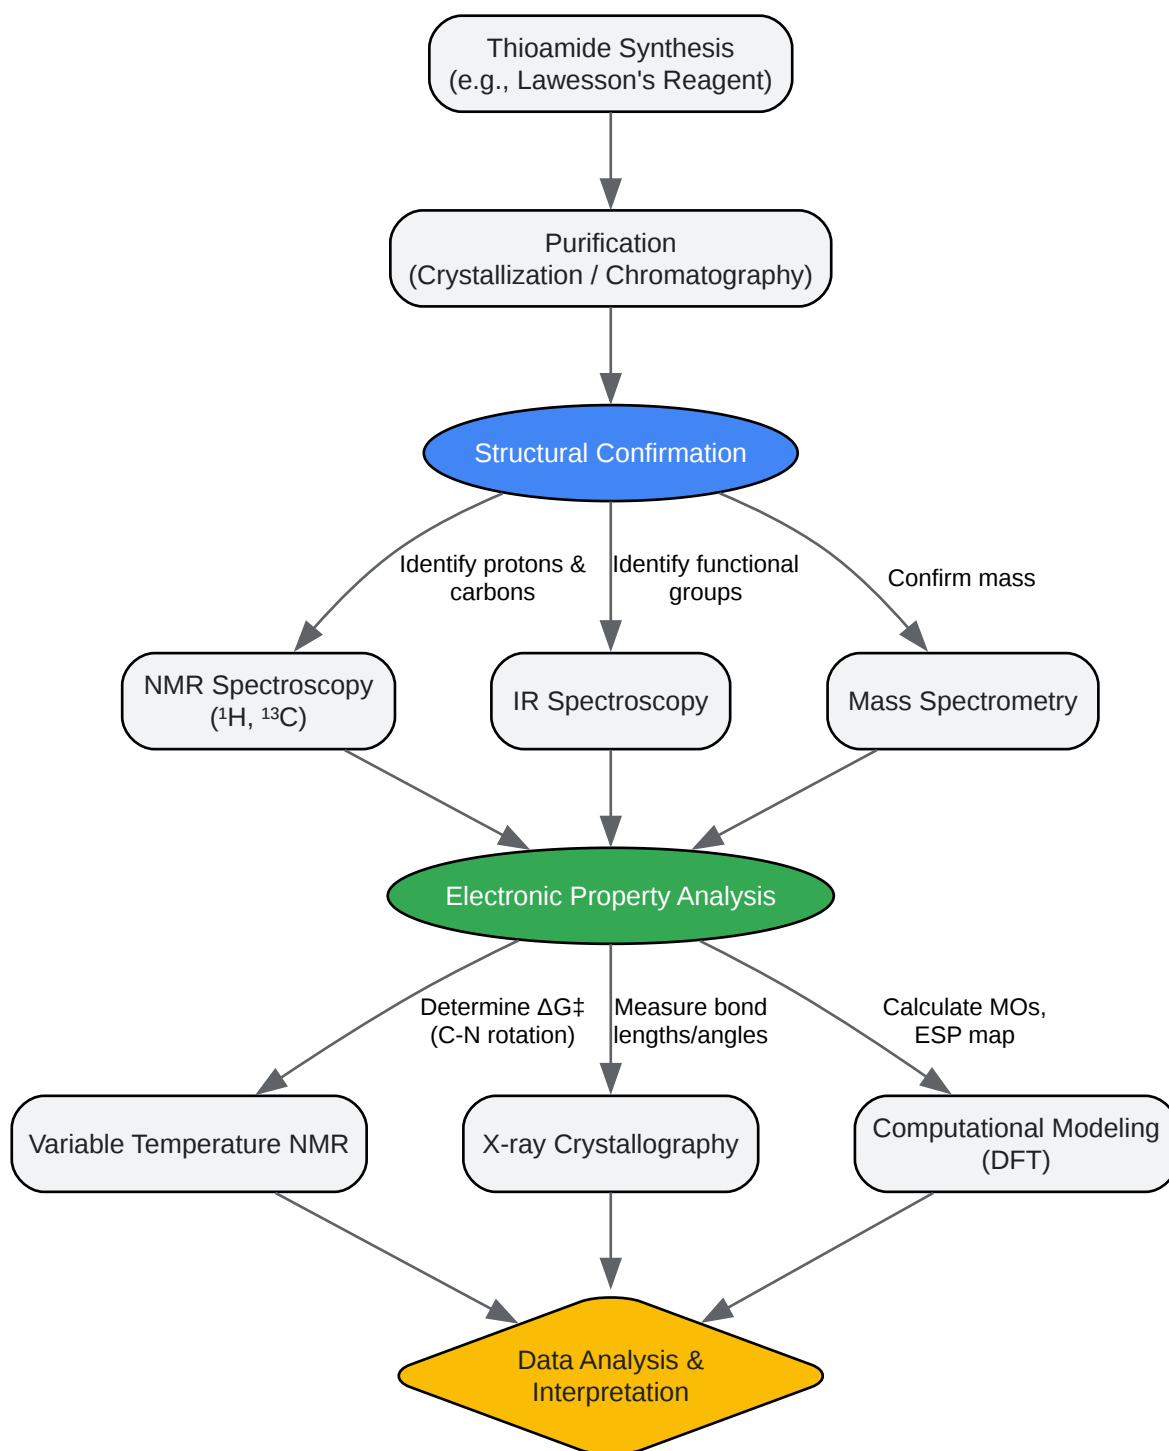 Thioamide Synthesis
(e.g., Lawesson's Reagent)
Purification
(Crystallization / Chromatography)
Structural Confirmation
Identify protons &
carbons
Identify functional
groups
Confirm mass
NMR Spectroscopy
(¹H, ¹³C)
IR Spectroscopy
Mass Spectrometry
Electronic Property Analysis
Determine ΔG‡
(C-N rotation)
Measure bond
lengths/angles
Calculate MOs,
ESP map
Variable Temperature NMR
X-ray Crystallography
Computational Modeling
(DFT)
Data Analysis &
Interpretation